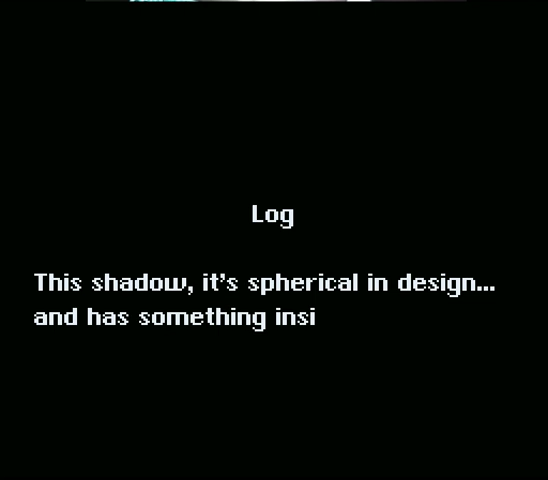 Log
This shadow, it's spherical in design...
and has something insi